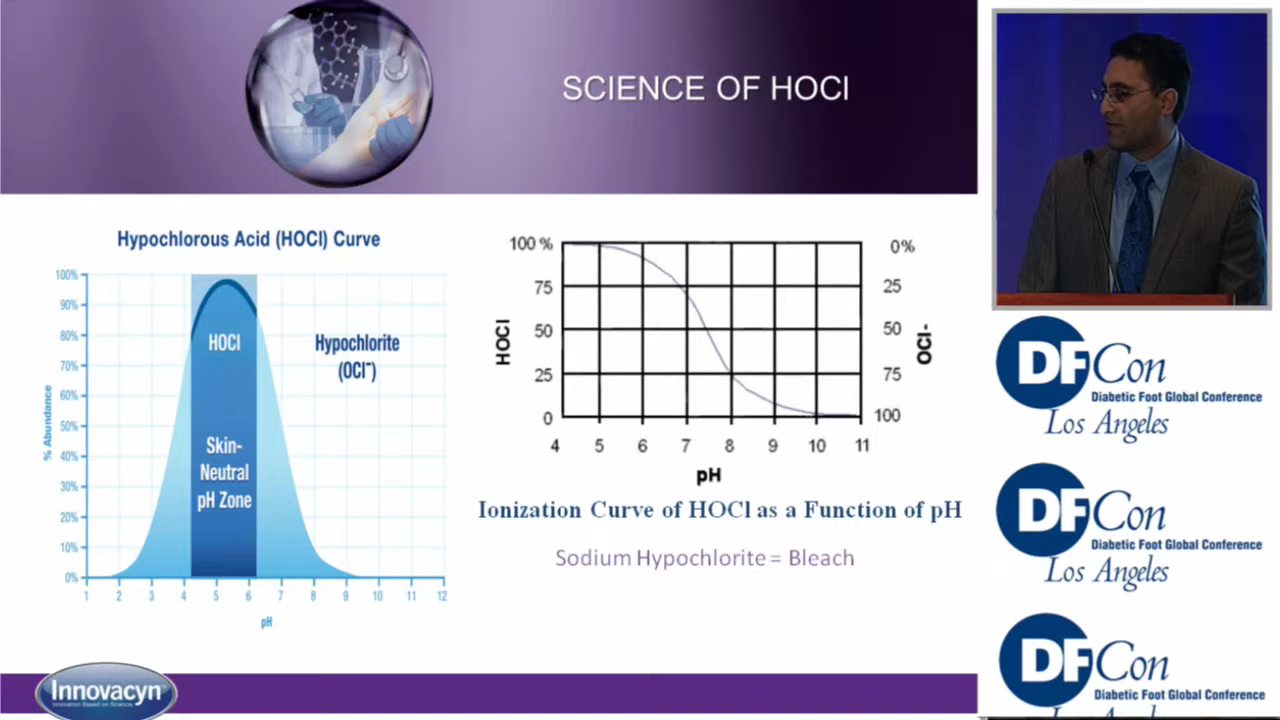 SCIENCE OF HOCl
Hypochlorous Acid (HOCl) Curve
100%
90%
80%
70%
60%
50%
40%
30%
20%
10%
0%
% Abundance
HOCl
Skin-
Neutral
pH Zone
Hypochlorite
(OCl⁻)
1 2 3 4 5 6 7 8 9 10 11 12
pH
100 %
75
50
25
0
HOCl
0%
25
50
75
100
OCl-
4 5 6 7 8 9 10 11
pH
Ionization Curve of HOCl as a Function of pH
Sodium Hypochlorite = Bleach
Innovacyn
Innovation Based on Science
DFCon
Diabetic Foot Global Conference
Los Angeles
DFCon
Diabetic Foot Global Conference
Los Angeles
DFCon
Diabetic Foot Global Conference